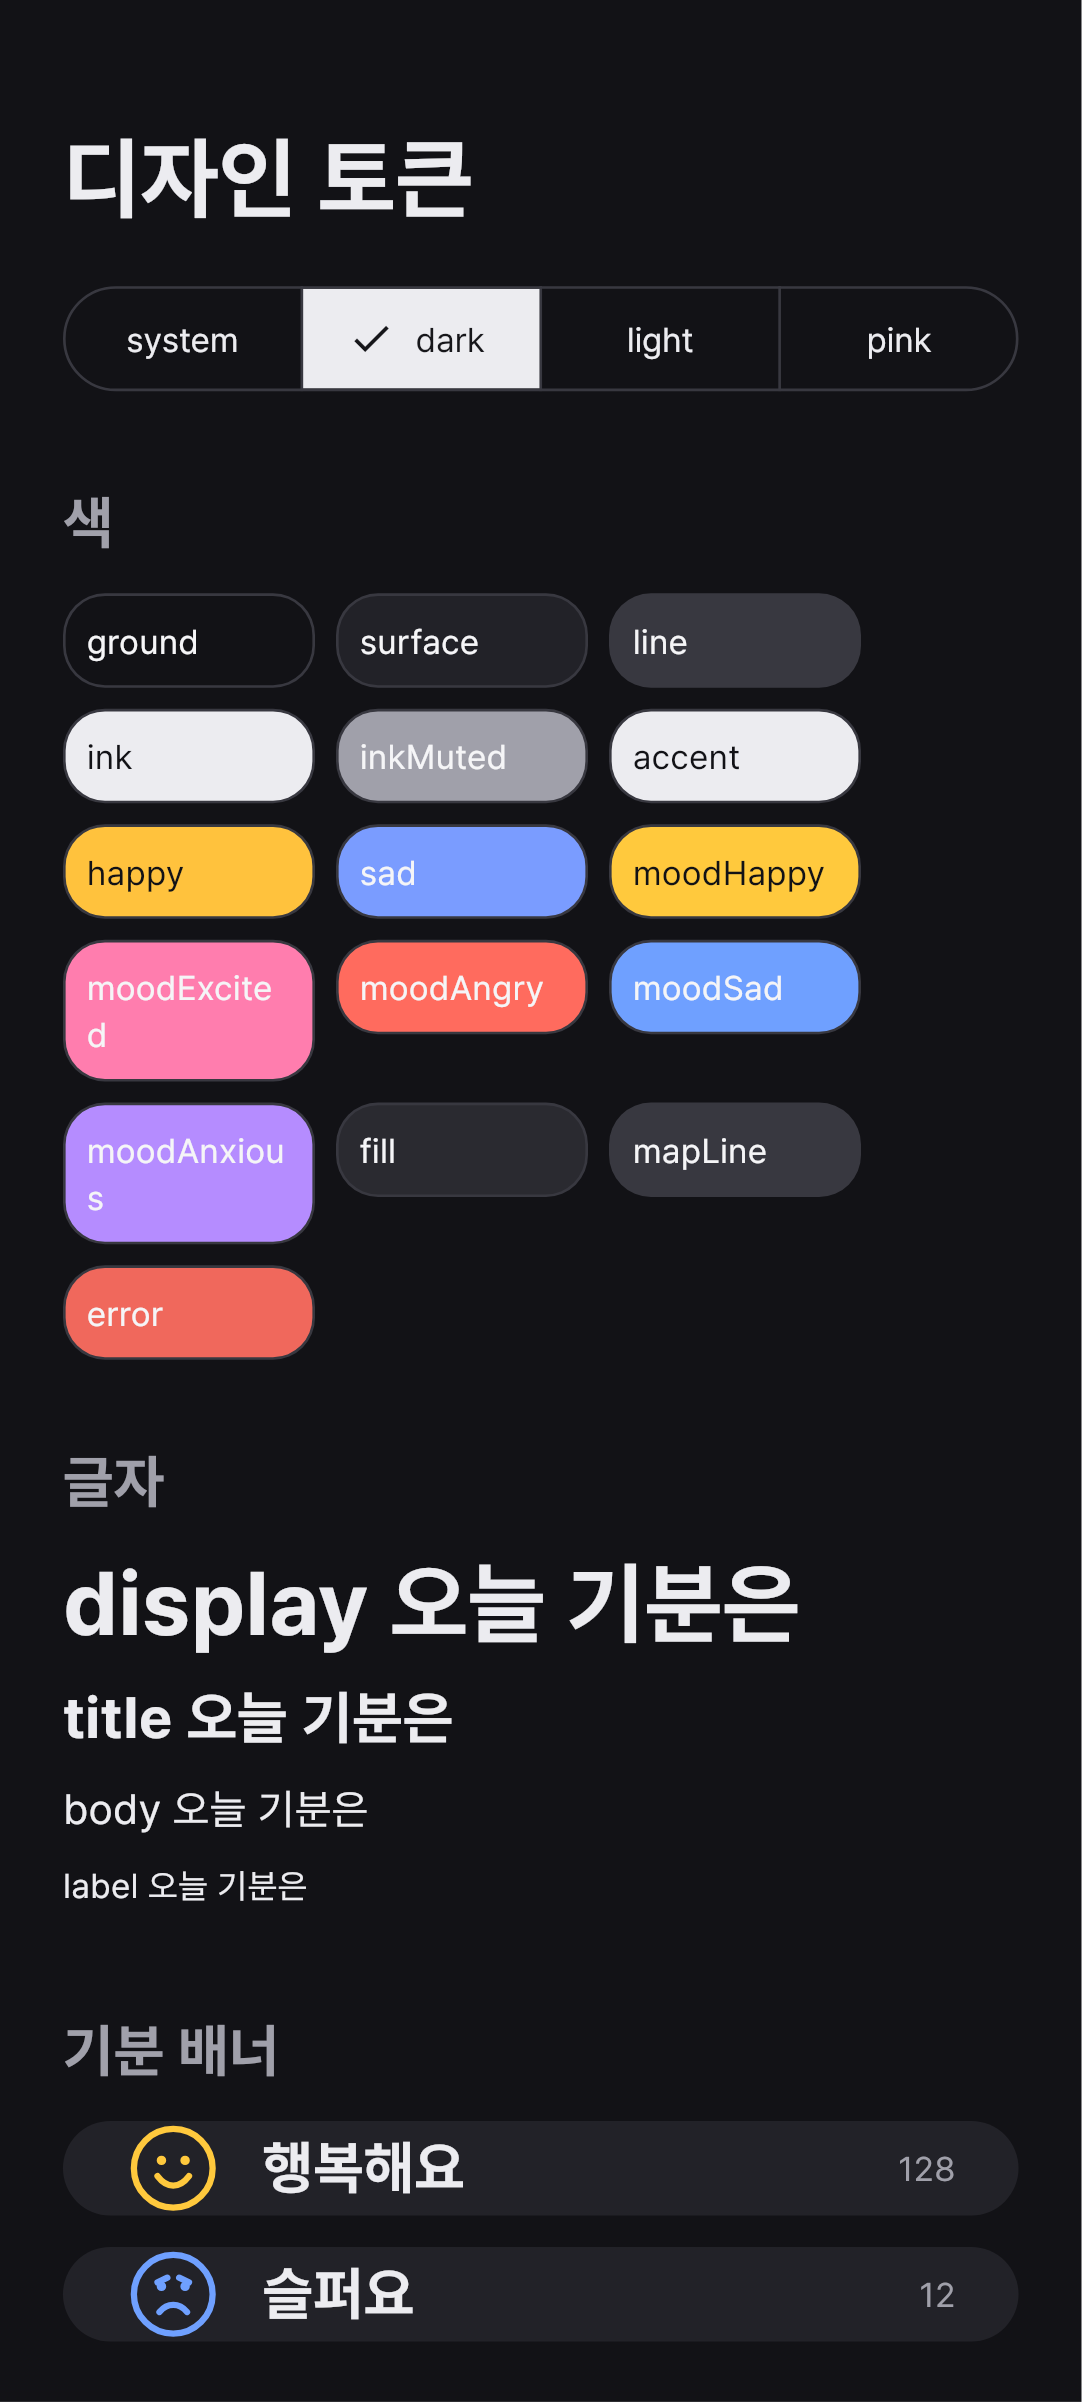 디자인 토큰
system dark light pink
색
ground surface line
ink inkMuted accent
happy sad moodHappy
moodExcite
d
moodAngry moodSad
moodAnxiou
s
fill mapLine
error
글자
display 오늘 기분은
title 오늘 기분은
body 오늘 기분은
label 오늘 기분은
기분 배너
행복해요 128
슬퍼요 12